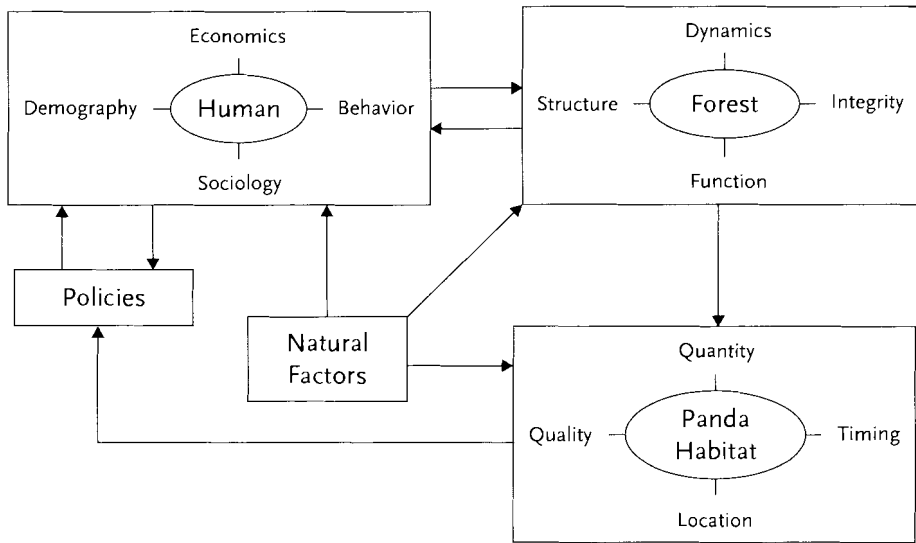 Economics
Demography
Human
Behavior
Sociology
Dynamics
Structure
Forest
Integrity
Function
Policies
Natural
Factors
Quantity
Quality
Panda
Habitat
Timing
Location